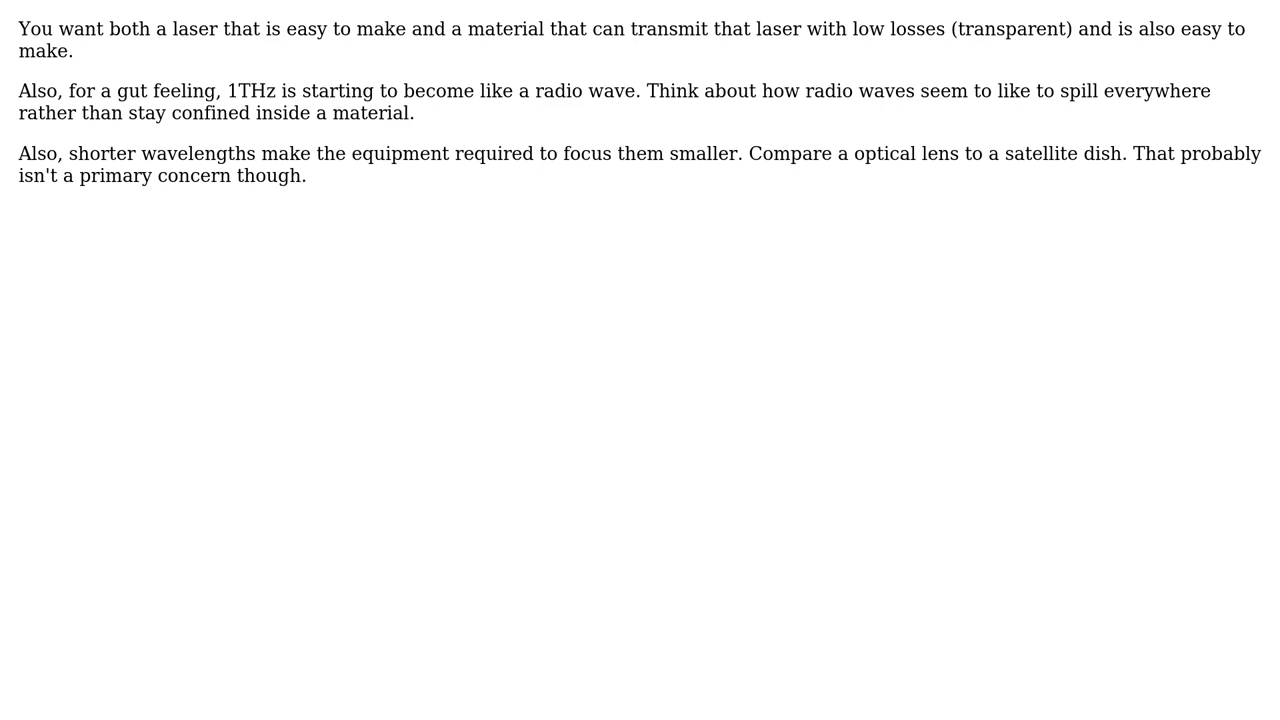 You want both a laser that is easy to make and a material that can transmit that laser with low losses (transparent) and is also easy to
make.
Also, for a gut feeling, 1THz is starting to become like a radio wave. Think about how radio waves seem to like to spill everywhere
rather than stay confined inside a material.
Also, shorter wavelengths make the equipment required to focus them smaller. Compare a optical lens to a satellite dish. That probably
isn't a primary concern though.